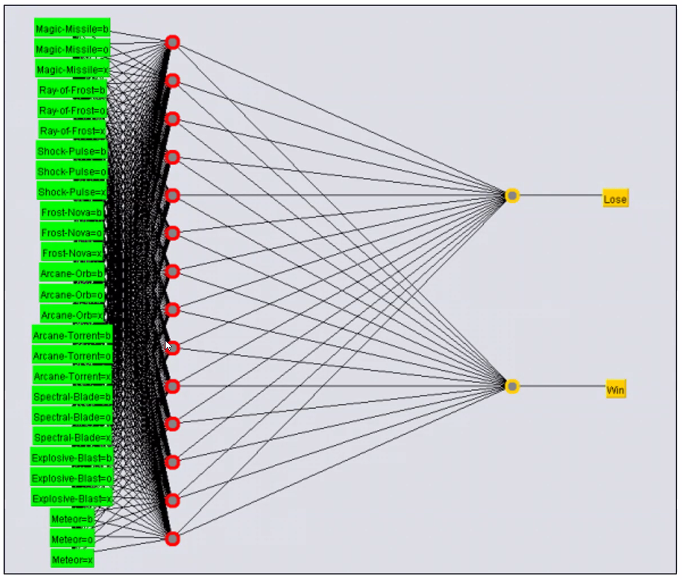 Magic-Missile=b
Magic-Missile=o
Magic-Missile=x
Ray-of-Frost=b
Ray-of-Frost=o
Ray-of-Frost=x
Shock-Pulse=b
Shock-Pulse=o
Shock-Pulse=x
Lose
Frost-Nova=b
Frost-Nova=o
Frost-Nova=x
Arcane-Orb=b
Arcane-Orb=o
Arcane-Orb=x
Arcane-Torrent=b
Arcane-Torrent=o
Arcane-Torrent=x
Win
Spectral-Blade=b
Spectral-Blade=o
Spectral-Blade=x
Explosive-Blast=b
Explosive-Blast=o
Explosive-Blast=x
Meteor=b
Meteor=o
Meteor=x